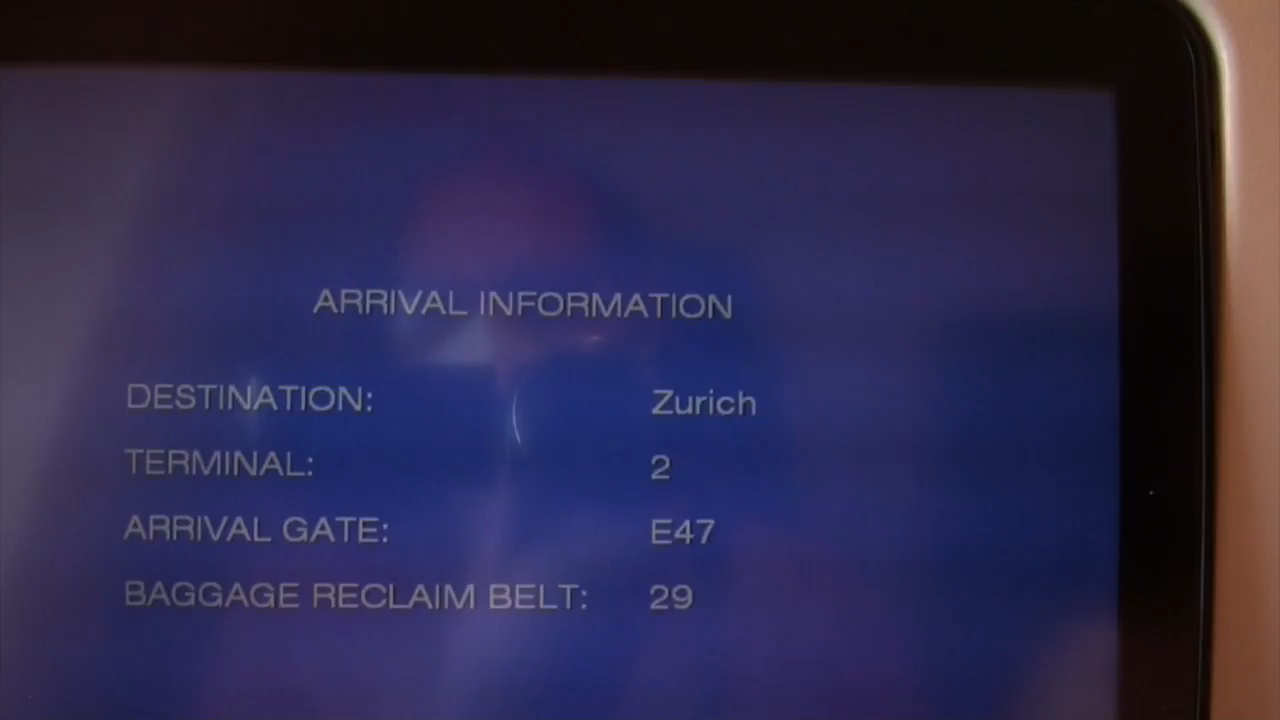 ARRIVAL INFORMATION
DESTINATION: Zurich
TERMINAL: 2
ARRIVAL GATE: E47
BAGGAGE RECLAIM BELT: 29